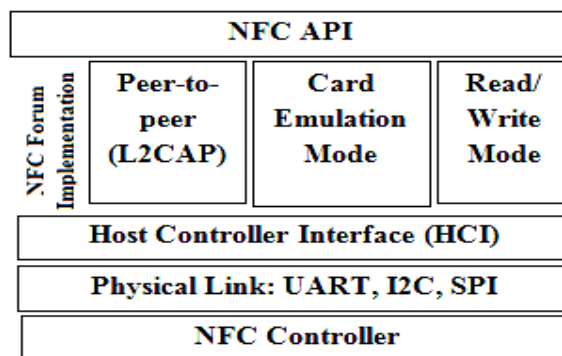 NFC API
NFC Forum
Implementation
Peer-to-
peer
(L2CAP)
Card
Emulation
Mode
Read/
Write
Mode
Host Controller Interface (HCI)
Physical Link: UART, I2C, SPI
NFC Controller